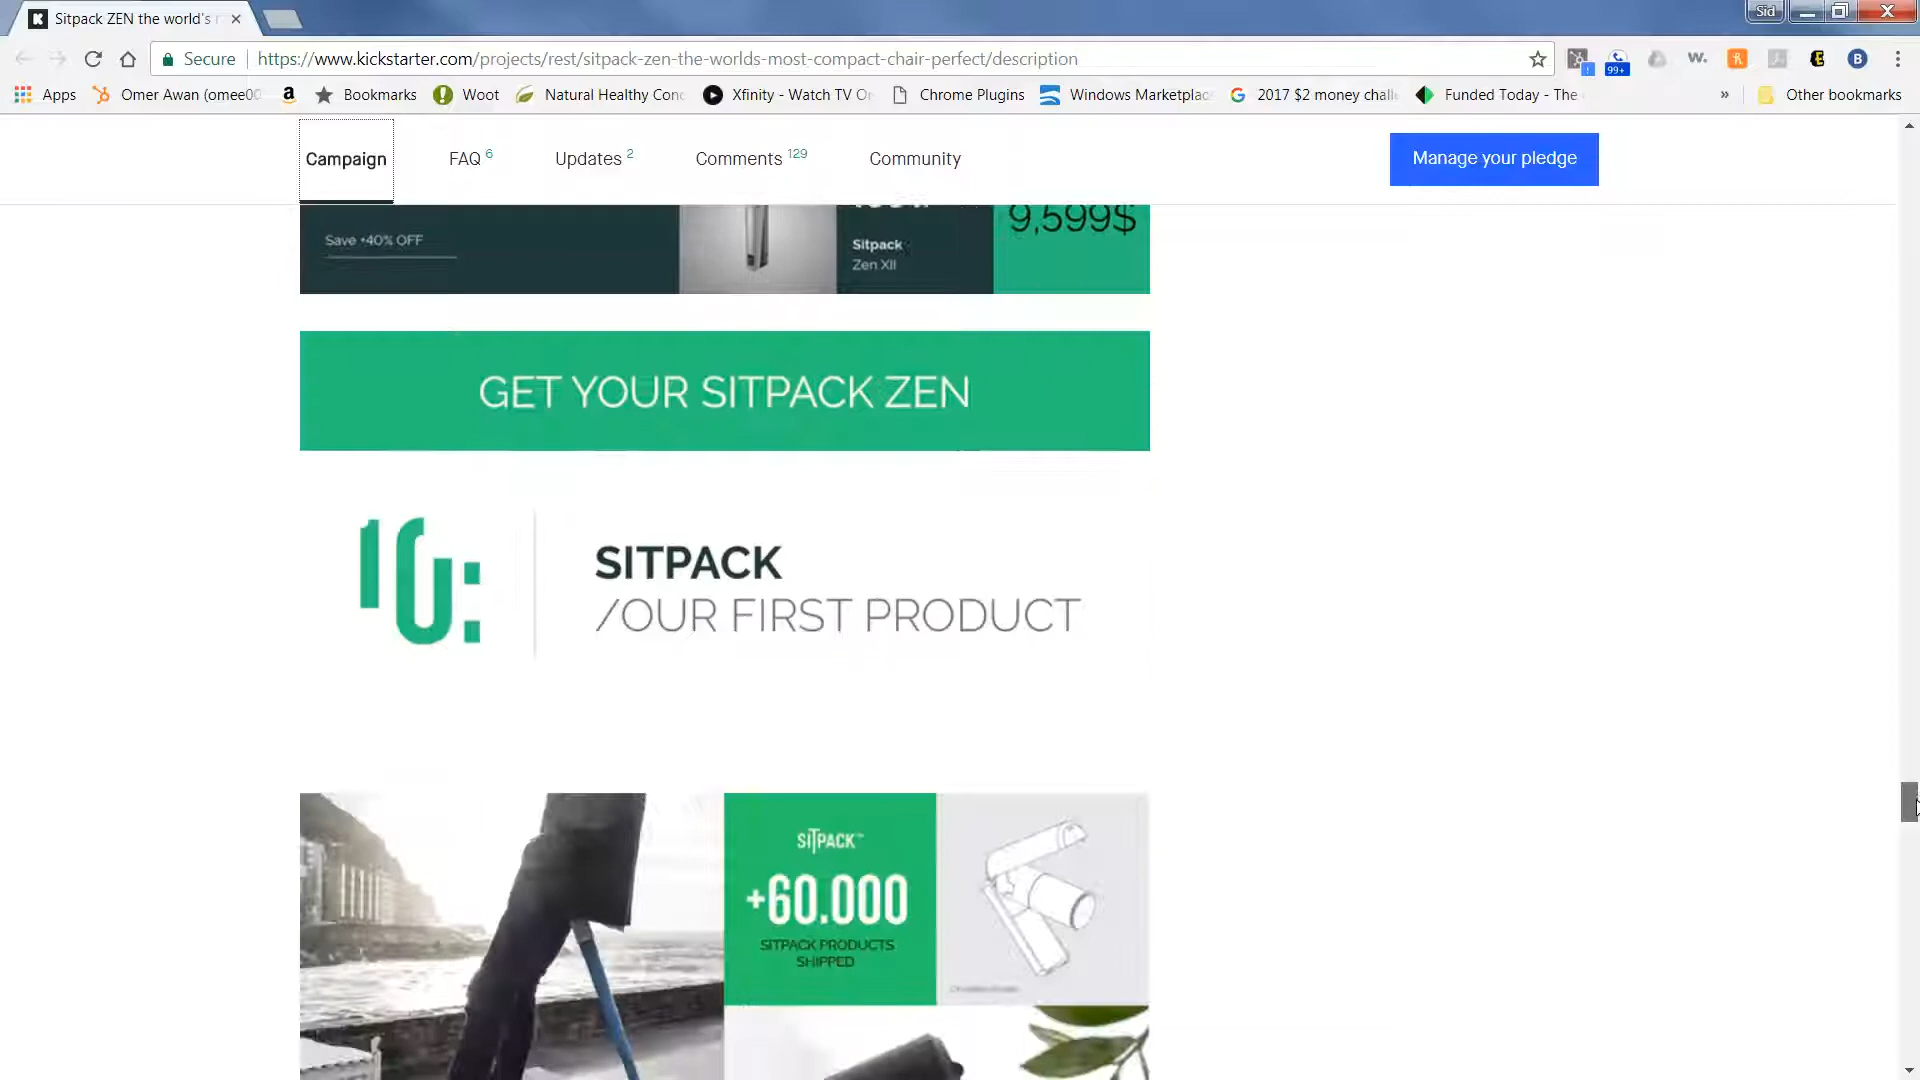 Sitpack ZEN the world's
Sid
Secure
https://www.kickstarter.com/projects/rest/sitpack-zen-the-worlds-most-compact-chair-perfect/description
99+
W.
B
Apps
Omer Awan (omee00
Bookmarks
Woot
Natural Healthy Con
Xfinity - Watch TV On
Chrome Plugins
Windows Marketplac
2017 $2 money chall
Funded Today - The
»
Other bookmarks
Campaign
FAQ 6
Updates 2
Comments 129
Community
Manage your pledge
Save +40% OFF
Sitpack
Zen XII
9,599$
GET YOUR SITPACK ZEN
SITPACK
/OUR FIRST PRODUCT
SITPACK™
+60.000
SITPACK PRODUCTS
SHIPPED